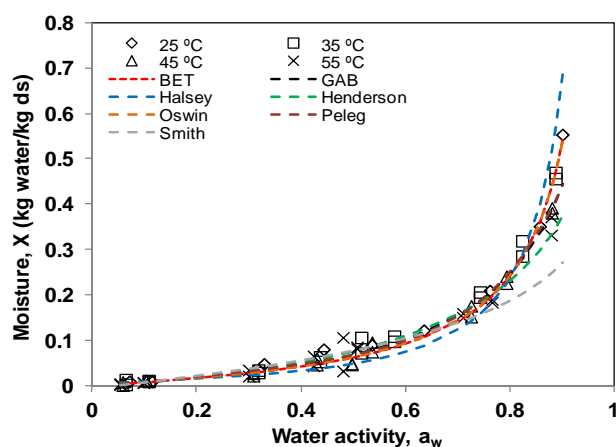 0.8
0.7
0.6
0.5
0.4
0.3
0.2
0.1
0
Moisture, X (kg water/kg ds)
25 ºC 35 ºC
45 ºC 55 ºC
BET GAB
Halsey Henderson
Oswin Peleg
Smith
0 0.2 0.4 0.6 0.8 1
Water activity, a_w